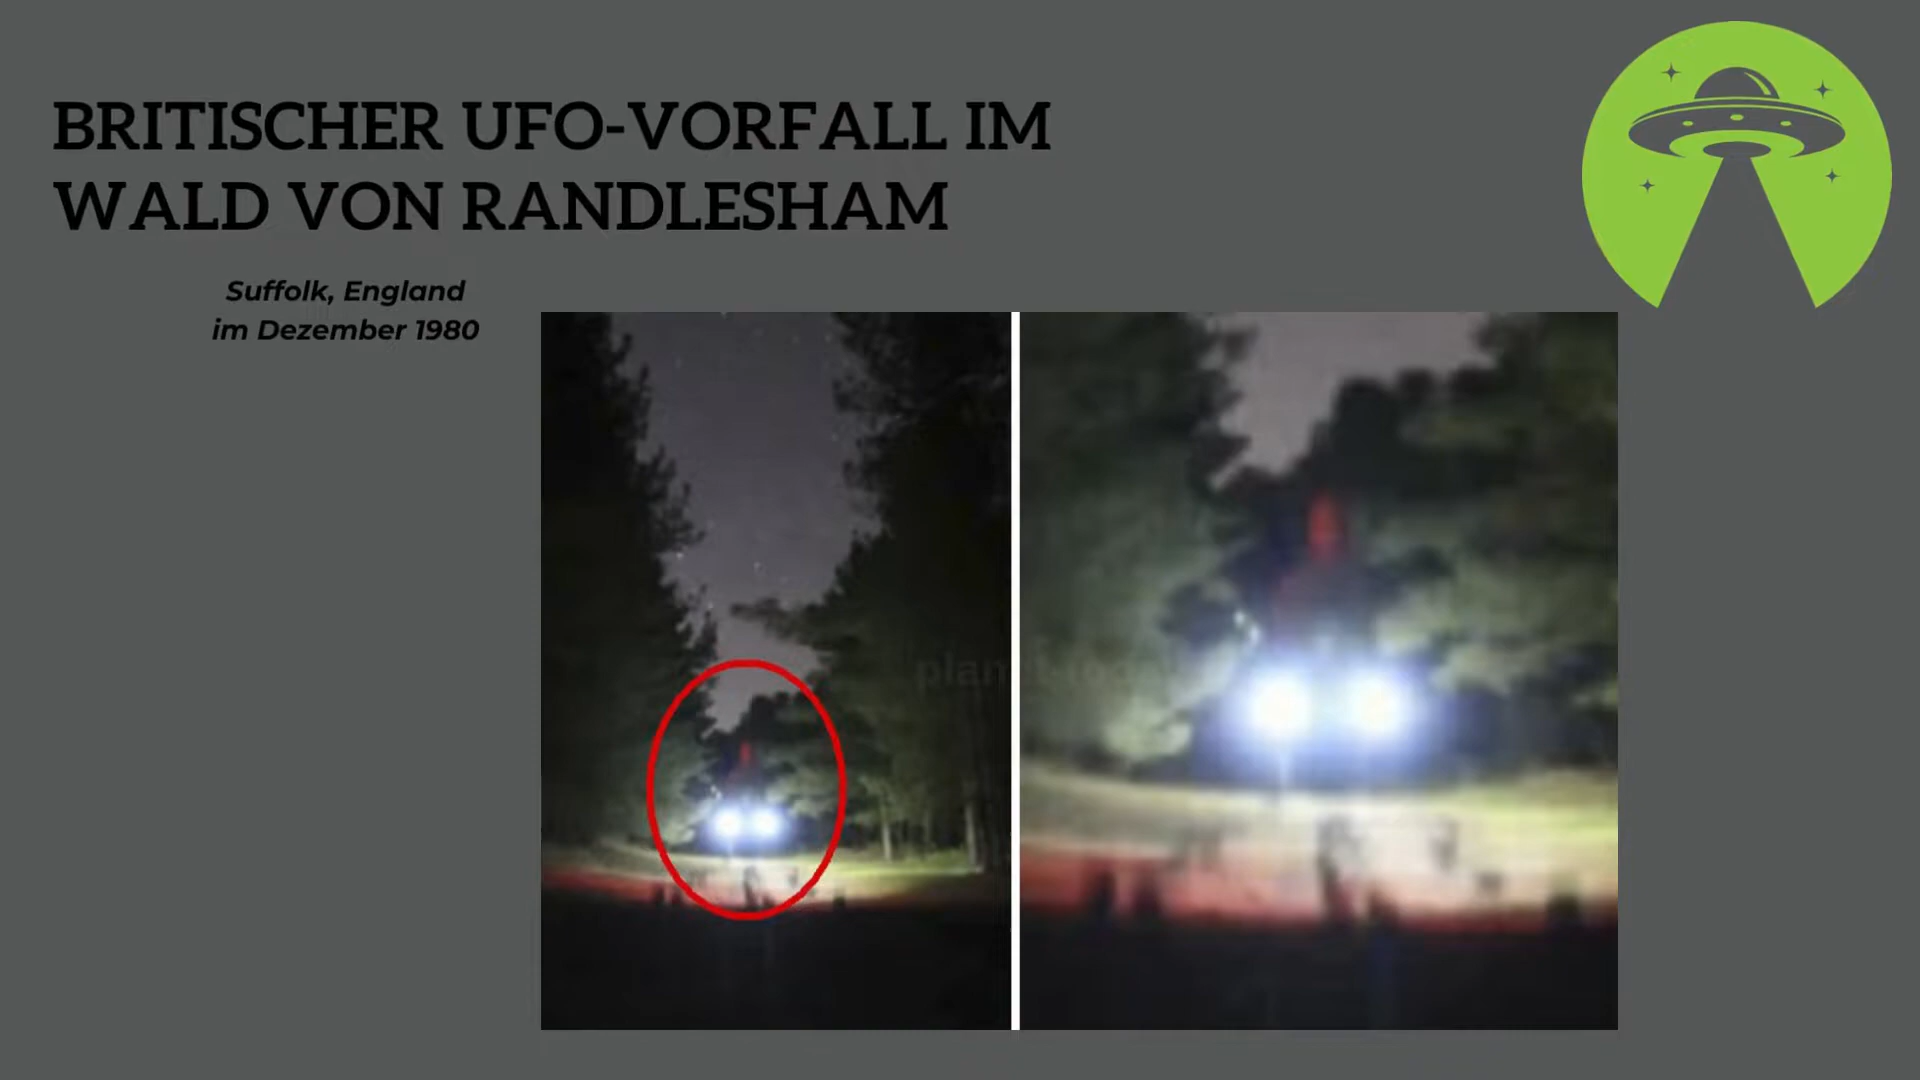 BRITISCHER UFO-VORFALL IM
WALD VON RANDLESHAM
Suffolk, England
im Dezember 1980